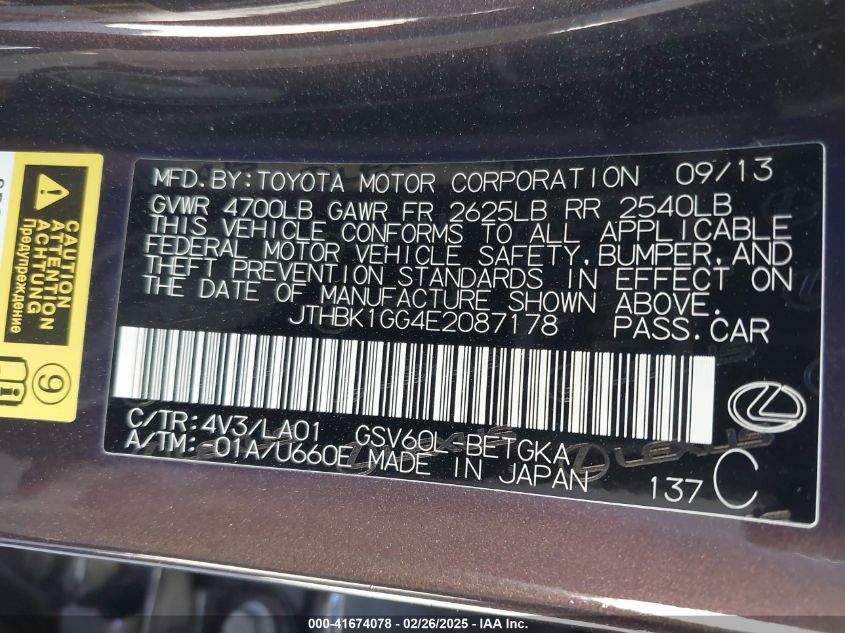 MFD.BY:TOYOTA MOTOR CORPORATION 09/13
GVWR 4700LB GAWR FR 2625LB RR 2540LB
THIS VEHICLE CONFORMS TO ALL APPLICABLE
FEDERAL MOTOR VEHICLE SAFETY,BUMPER,AND
THEFT PREVENTION STANDARDS IN EFFECT ON
THE DATE OF MANUFACTURE SHOWN ABOVE.
JTHBK1GG4E2087178 PASS.CAR
C/TR:4V3/LA01 GSV60L-BETGKA
A/TM:-01A/U660E MADE IN JAPAN
137 C
CAUTION
ATTENTION
ACHTUNG
Предупреждение
9
LEXUS
000-41674078 - 02/26/2025 - IAA Inc.